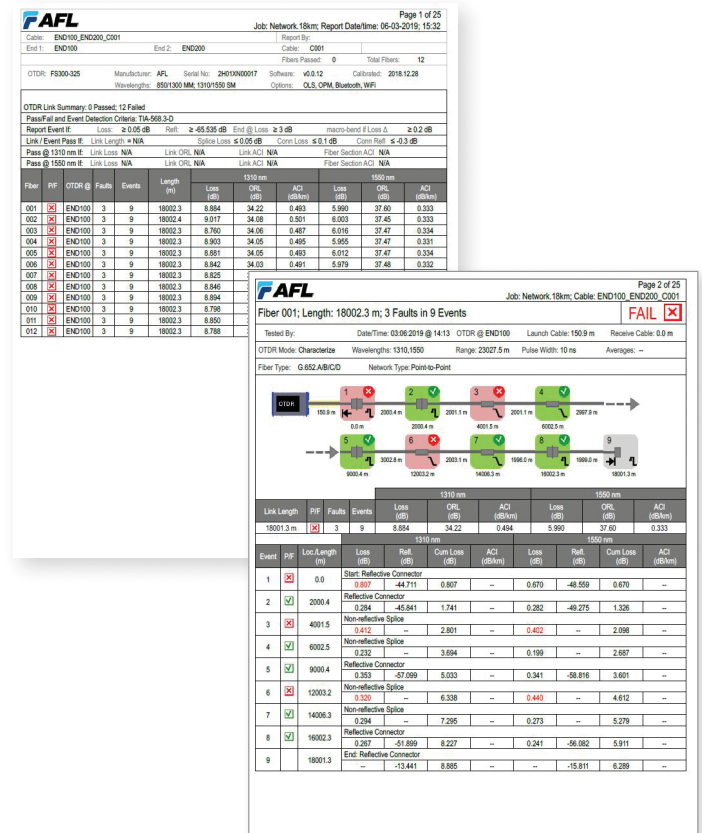 AFL
Page 1 of 25
Job: Network.18km; Report Date/time: 06-03-2019; 15:32
Cable: END100_END200_C001 Report By:
End 1: END100 End 2: END200 Cable: C001
Fibers Passed: 0 Total Fibers: 12
OTDR: FS300-325 Manufacturer: AFL Serial No: 2H01XN00017 Software: v0.0.12 Calibrated: 2018.12.28
Wavelengths: 850/1300 MM; 1310/1550 SM Options: OLS, OPM, Bluetooth, WiFi
OTDR Link Summary: 0 Passed; 12 Failed
Pass/Fail and Event Detection Criteria: TIA-568.3-D
Report Event If: Loss: ≥ 0.05 dB Refl: ≥ -65.535 dB End @ Loss ≥ 3 dB macro-bend if Loss Δ ≥ 0.2 dB
Link / Event Pass If: Link Length = N/A Splice Loss ≤ 0.05 dB Conn Loss ≤ 0.1 dB Conn Refl ≤ -0.3 dB
Pass @ 1310 nm If: Link Loss N/A Link ORL N/A Link ACI N/A Fiber Section ACI N/A
Pass @ 1550 nm If: Link Loss N/A Link ORL N/A Link ACI N/A Fiber Section ACI N/A
1310 nm 1550 nm
Fiber P/F OTDR @ Faults Events Length (m) Loss (dB) ORL (dB) ACI (dB/km) Loss (dB) ORL (dB) ACI (dB/km)
001 END100 3 9 18002.3 8.884 34.22 0.493 5.990 37.60 0.333
002 END100 3 9 18002.4 9.017 34.08 0.501 6.003 37.45 0.333
003 END100 3 9 18002.3 8.760 34.06 0.487 6.016 37.47 0.334
004 END100 3 9 18002.3 8.903 34.05 0.495 5.955 37.47 0.331
005 END100 3 9 18002.3 8.881 34.05 0.493 6.012 37.47 0.334
006 END100 3 9 18002.3 8.842 34.03 0.491 5.979 37.48 0.332
007 END100 3 9 18002.3 8.825
008 END100 3 9 18002.3 8.846
009 END100 3 9 18002.3 8.894
010 END100 3 9 18002.3 8.798
011 END100 3 9 18002.3 8.850
012 END100 3 9 18002.3 8.788
AFL
Page 2 of 25
Job: Network.18km; Cable: END100_END200_C001
Fiber 001; Length: 18002.3 m; 3 Faults in 9 Events FAIL
Tested By: Date/Time: 03:06:2019 @ 14:13 OTDR @ END100 Launch Cable: 150.9 m Receive Cable: 0.0 m
OTDR Mode: Characterize Wavelengths: 1310,1550 Range: 23027.5 m Pulse Width: 10 ns Averages: --
Fiber Type: G.652.A/B/C/D Network Type: Point-to-Point
1 2 3 4
OTDR
150.9 m 2000.4 m 2001.1 m 2001.1 m 2997.9 m
0.0 m 2000.4 m 4001.5 m 6002.5 m
5 6 7 8 9
3002.8 m 2003.1 m 1996.0 m 1999.0 m
9000.4 m 12003.2 m 14006.3 m 16002.3 m 18001.3 m
1310 nm 1550 nm
Link Length P/F Faults Events Loss (dB) ORL (dB) ACI (dB/km) Loss (dB) ORL (dB) ACI (dB/km)
18001.3 m 3 9 8.884 34.22 0.494 5.990 37.60 0.333
1310 nm 1550 nm
Event P/F Loc./Length (m) Loss (dB) Refl. (dB) Cum Loss (dB) ACI (dB/km) Loss (dB) Refl. (dB) Cum Loss (dB) ACI (dB/km)
Start: Reflective Connector
1 0.0 0.807 -44.711 0.807 -- 0.670 -48.559 0.670 --
Reflective Connector
2 2000.4 0.284 -45.841 1.741 -- 0.282 -49.275 1.326 --
Non-reflective Splice
3 4001.5 0.412 -- 2.801 -- 0.402 -- 2.098 --
Non-reflective Splice
4 6002.5 0.232 -- 3.694 -- 0.199 -- 2.687 --
Reflective Connector
5 9000.4 0.353 -57.099 5.033 -- 0.341 -58.816 3.601 --
Non-reflective Splice
6 12003.2 0.320 -- 6.338 -- 0.440 -- 4.612 --
Non-reflective Splice
7 14006.3 0.294 -- 7.295 -- 0.273 -- 5.279 --
Reflective Connector
8 16002.3 0.267 -51.899 8.227 -- 0.241 -56.082 5.911 --
End: Reflective Connector
9 18001.3 -- -13.441 8.885 -- -- -15.811 6.289 --